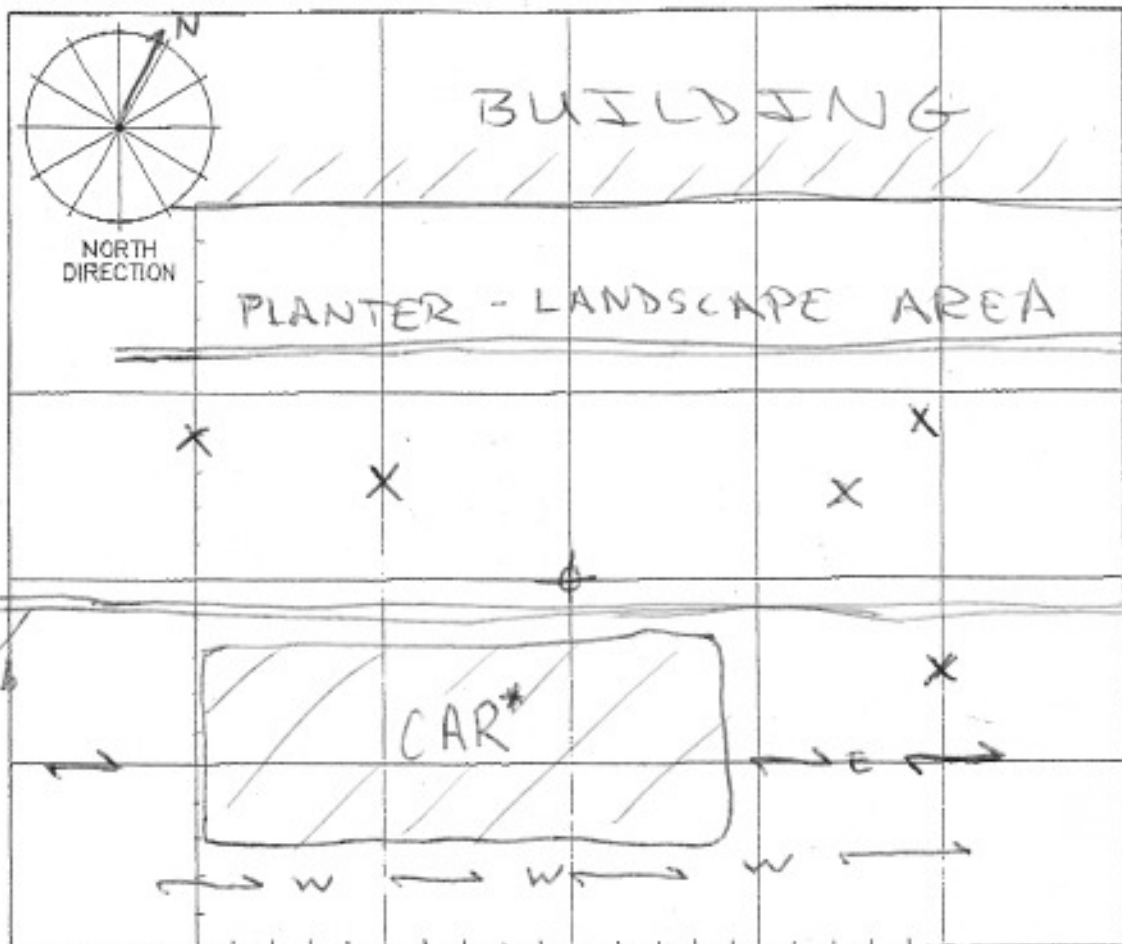 N
BUILDING
NORTH
DIRECTION
PLANTER - LANDSCAPE AREA
X X
X X
CAR*
X
E
W W W